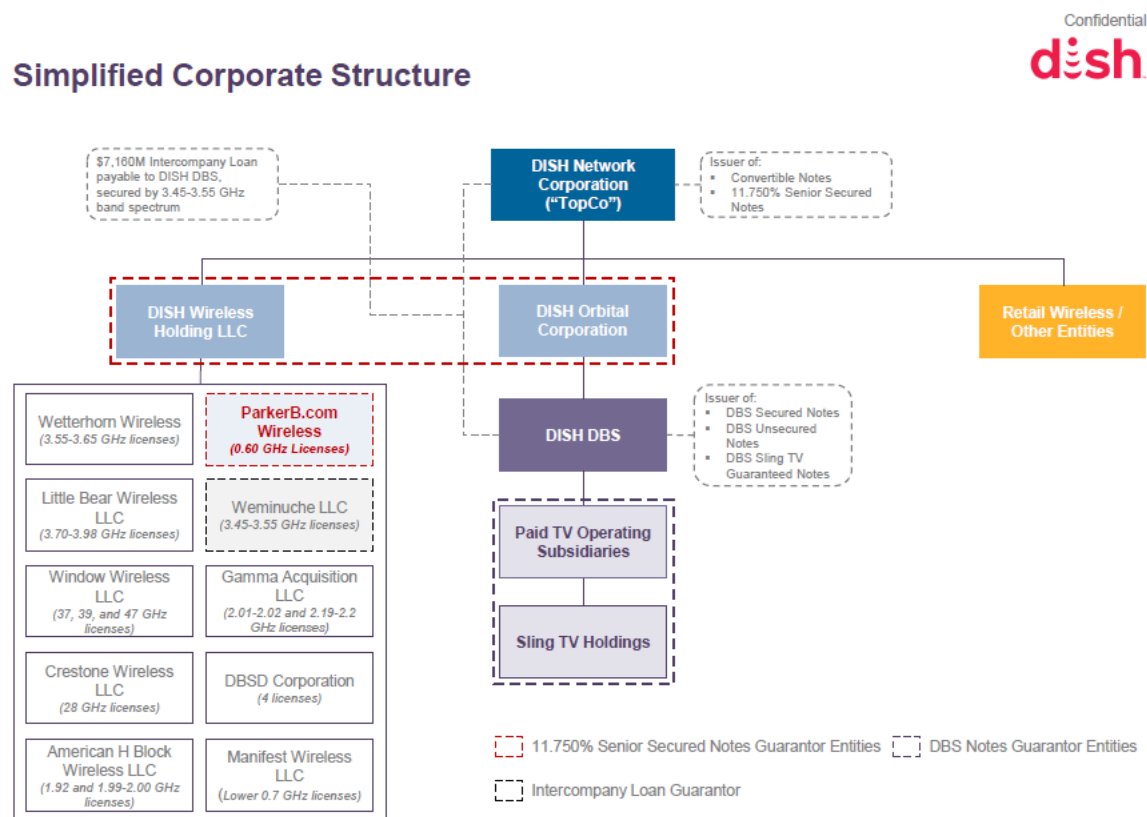 Confidential
dish
Simplified Corporate Structure
$7,160M Intercompany Loan
payable to DISH DBS,
secured by 3.45-3.55 GHz
band spectrum
DISH Network
Corporation
(“TopCo”)
Issuer of:
▪ Convertible Notes
▪ 11.750% Senior Secured
Notes
DISH Wireless
Holding LLC
DISH Orbital
Corporation
Retail Wireless /
Other Entities
Wetterhorn Wireless
(3.55-3.65 GHz licenses)
ParkerB.com
Wireless
(0.60 GHz Licenses)
Little Bear Wireless
LLC
(3.70-3.98 GHz licenses)
Weminuche LLC
(3.45-3.55 GHz licenses)
Window Wireless
LLC
(37, 39, and 47 GHz
licenses)
Gamma Acquisition
LLC
(2.01-2.02 and 2.19-2.2
GHz licenses)
Crestone Wireless
LLC
(28 GHz licenses)
DBSD Corporation
(4 licenses)
American H Block
Wireless LLC
(1.92 and 1.99-2.00 GHz
licenses)
Manifest Wireless
LLC
(Lower 0.7 GHz licenses)
DISH DBS
Issuer of:
▪ DBS Secured Notes
▪ DBS Unsecured
Notes
▪ DBS Sling TV
Guaranteed Notes
Paid TV Operating
Subsidiaries
Sling TV Holdings
11.750% Senior Secured Notes Guarantor Entities
DBS Notes Guarantor Entities
Intercompany Loan Guarantor